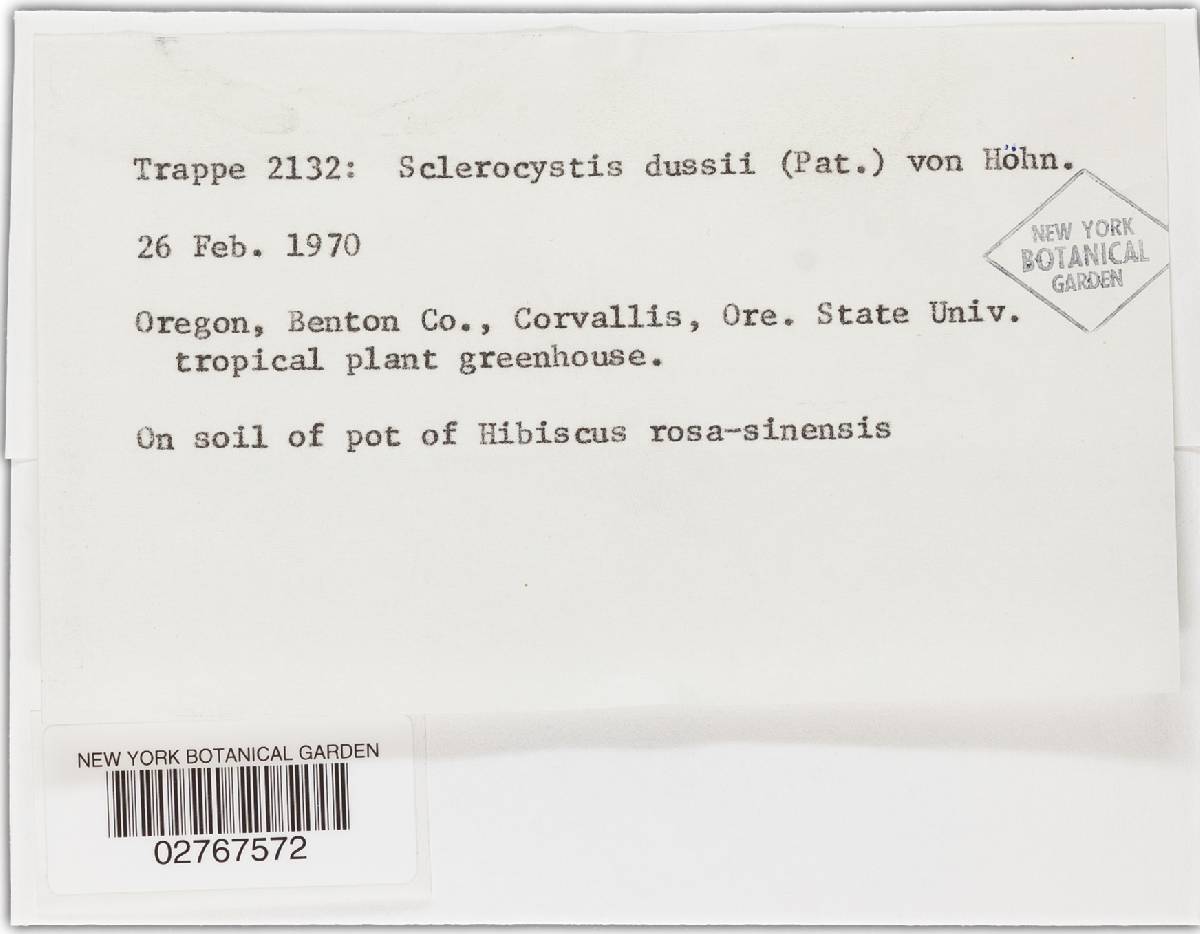 Trappe 2132: Sclerocystis dussii (Pat.) von Höhn.
NEW YORK
BOTANICAL
GARDEN
26 Feb. 1970
Oregon, Benton Co., Corvallis, Ore. State Univ.
tropical plant greenhouse.
On soil of pot of Hibiscus rosa-sinensis
NEW YORK BOTANICAL GARDEN
02767572